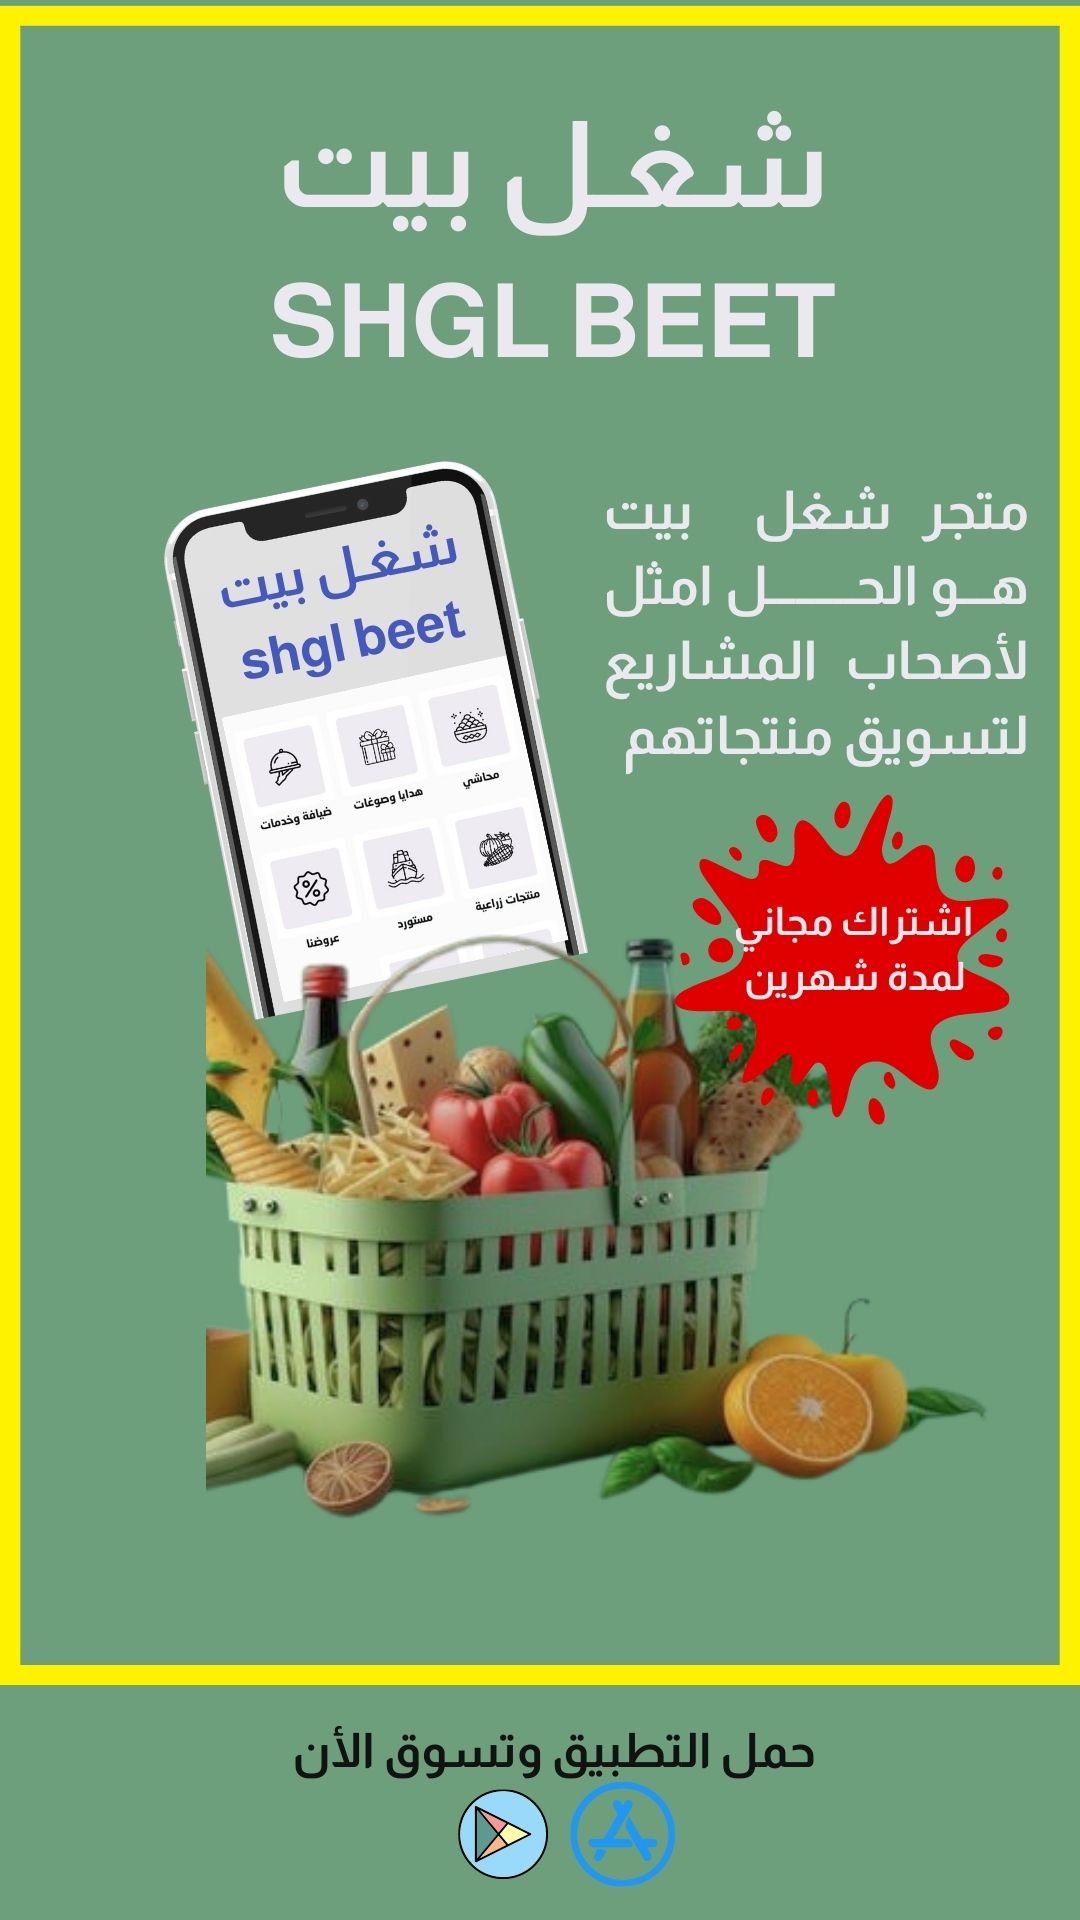 شغل بيت
SHGL BEET
متجر شغل بيت
هو الحل امثل
لأصحاب المشاريع
لتسويق منتجاتهم
شغل بيت
shgl beet
محاشي
هدايا وصوغات
ضيافة وخدمات
منتجات زراعية
مستورد
عروضنا
اشتراك مجاني
لمدة شهرين
حمل التطبيق وتسوق الأن